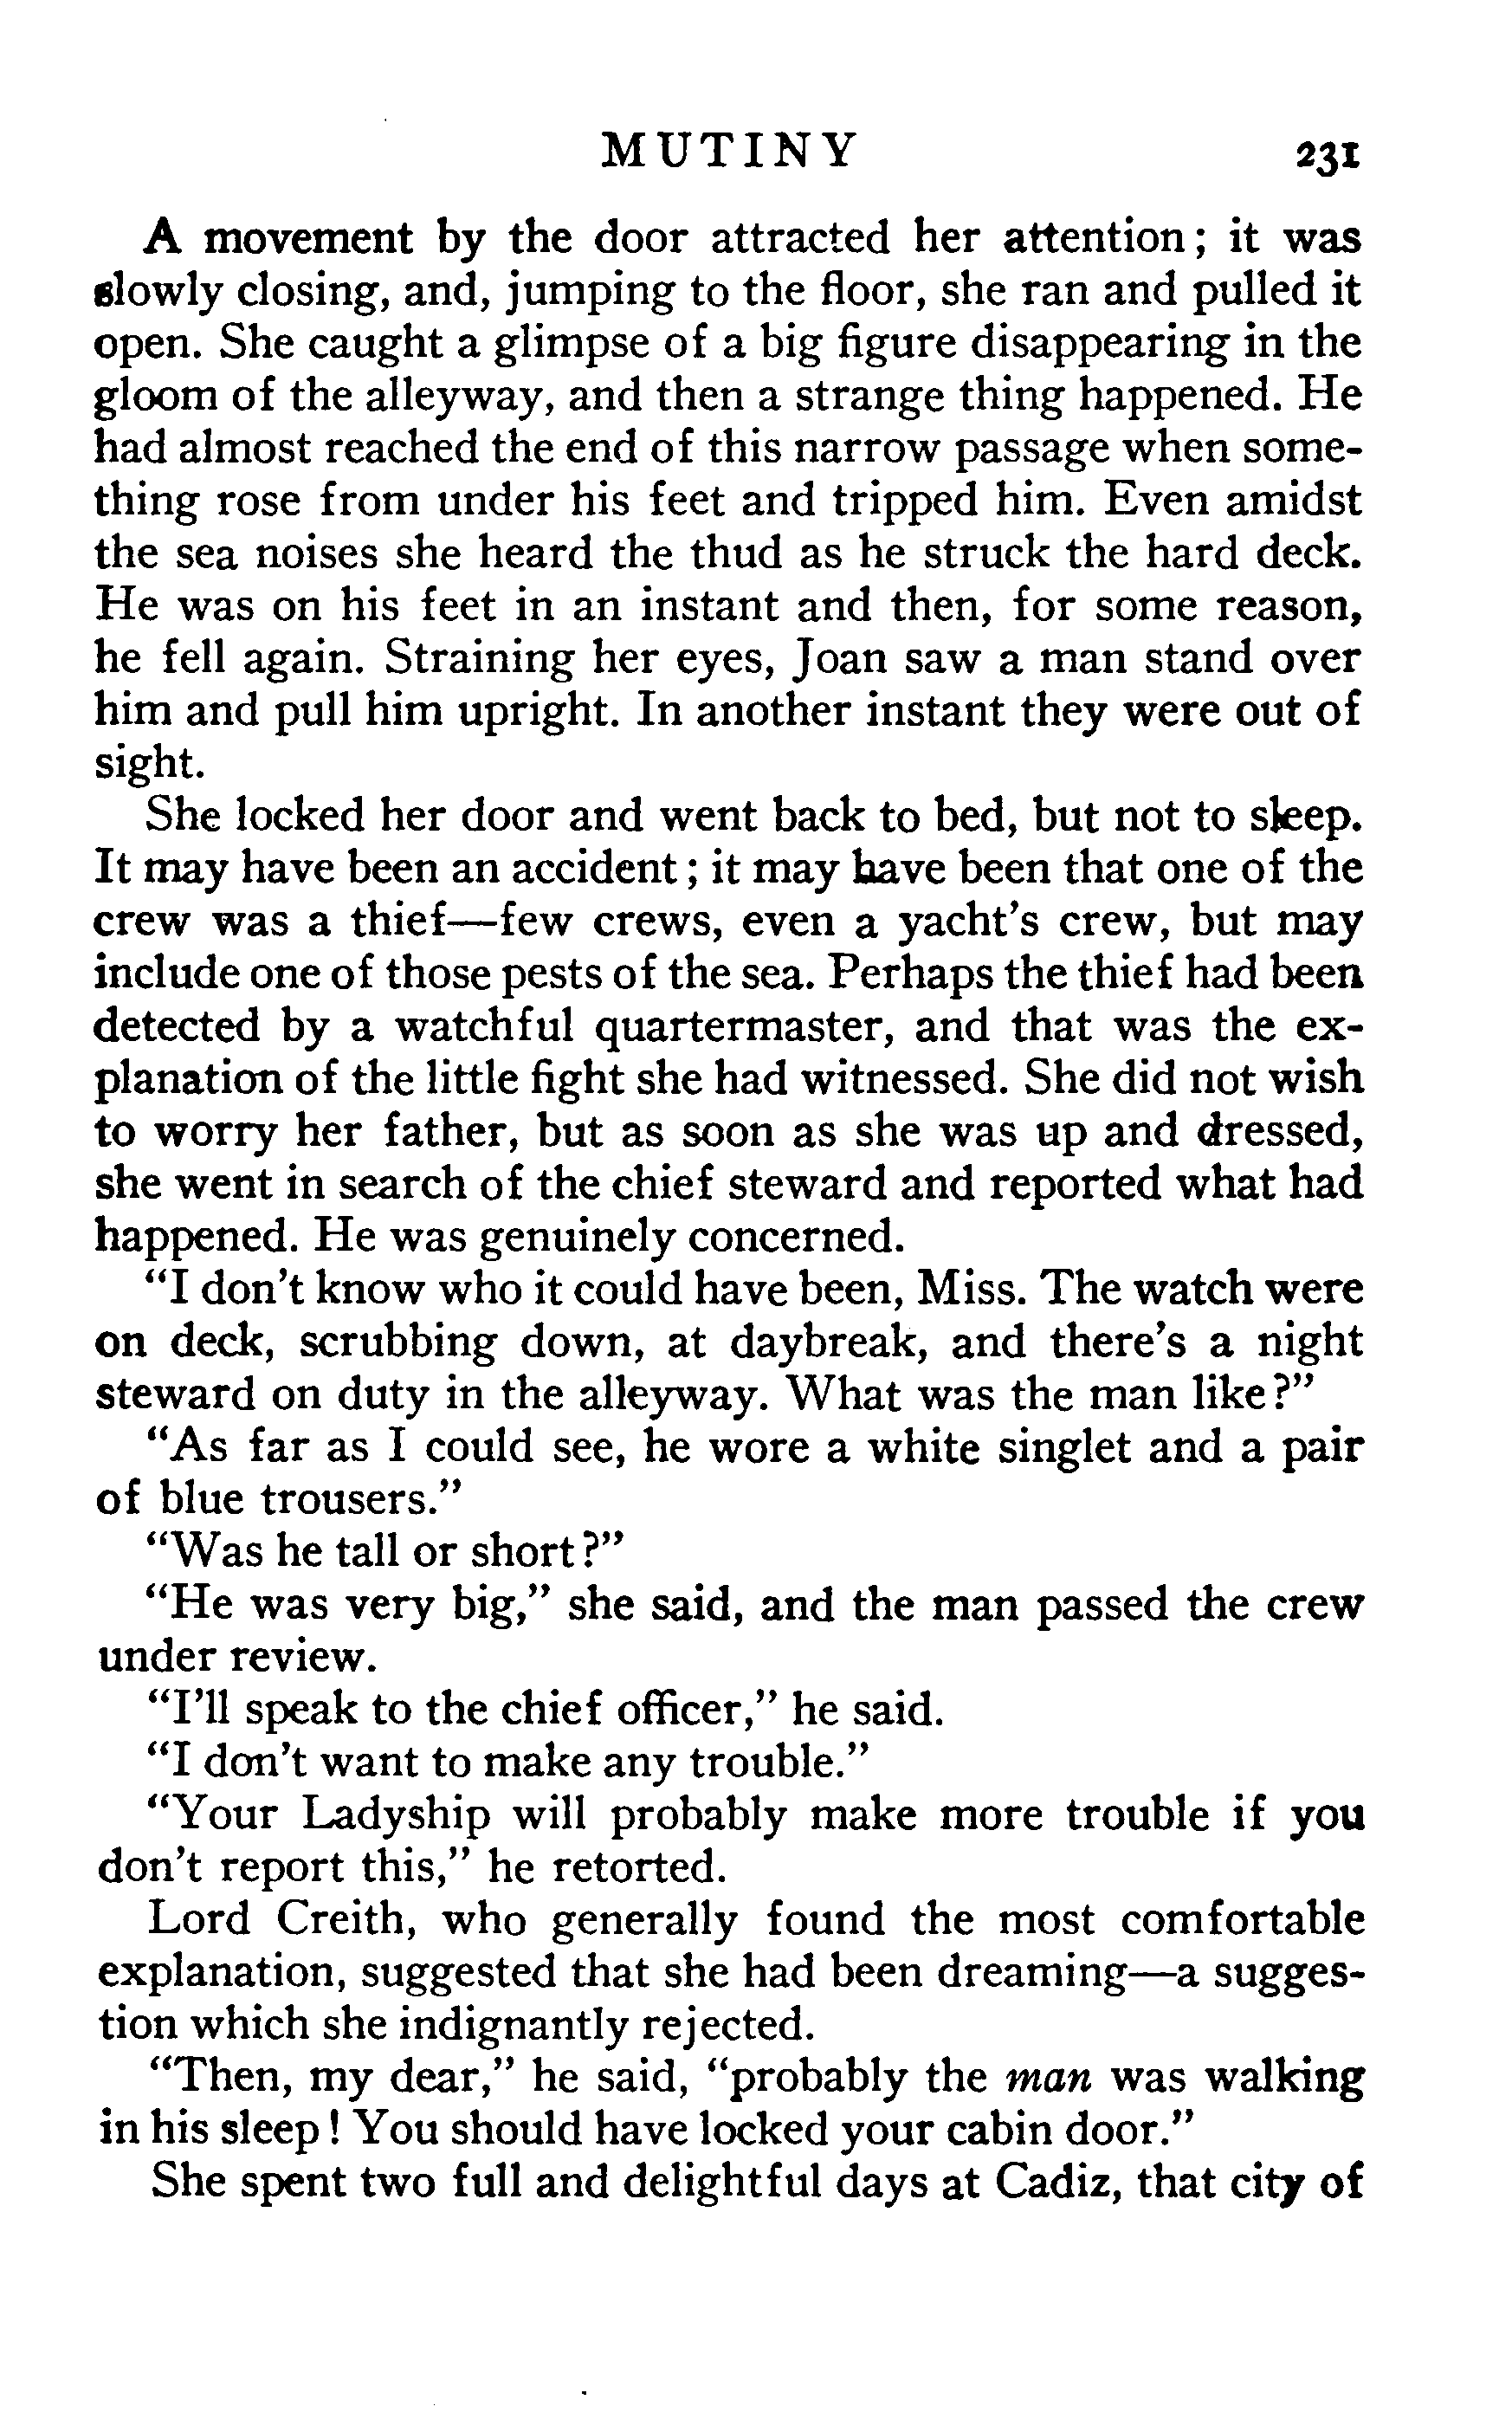 MUTINY 231
A movement by the door attracted her attention; it was
slowly closing, and, jumping to the floor, she ran and pulled it
open. She caught a glimpse of a big figure disappearing in the
gloom of the alleyway, and then a strange thing happened. He
had almost reached the end of this narrow passage when some-
thing rose from under his feet and tripped him. Even amidst
the sea noises she heard the thud as he struck the hard deck.
He was on his feet in an instant and then, for some reason,
he fell again. Straining her eyes, Joan saw a man stand over
him and pull him upright. In another instant they were out of
sight.
She locked her door and went back to bed, but not to sleep.
It may have been an accident; it may have been that one of the
crew was a thief—few crews, even a yacht's crew, but may
include one of those pests of the sea. Perhaps the thief had been
detected by a watchful quartermaster, and that was the ex-
planation of the little fight she had witnessed. She did not wish
to worry her father, but as soon as she was up and dressed,
she went in search of the chief steward and reported what had
happened. He was genuinely concerned.
"I don't know who it could have been, Miss. The watch were
on deck, scrubbing down, at daybreak, and there's a night
steward on duty in the alleyway. What was the man like?"
"As far as I could see, he wore a white singlet and a pair
of blue trousers."
"Was he tall or short?"
"He was very big," she said, and the man passed the crew
under review.
"I'll speak to the chief officer," he said.
"I don't want to make any trouble."
"Your Ladyship will probably make more trouble if you
don't report this," he retorted.
Lord Creith, who generally found the most comfortable
explanation, suggested that she had been dreaming—a sugges-
tion which she indignantly rejected.
"Then, my dear," he said, "probably the man was walking
in his sleep! You should have locked your cabin door."
She spent two full and delightful days at Cadiz, that city of